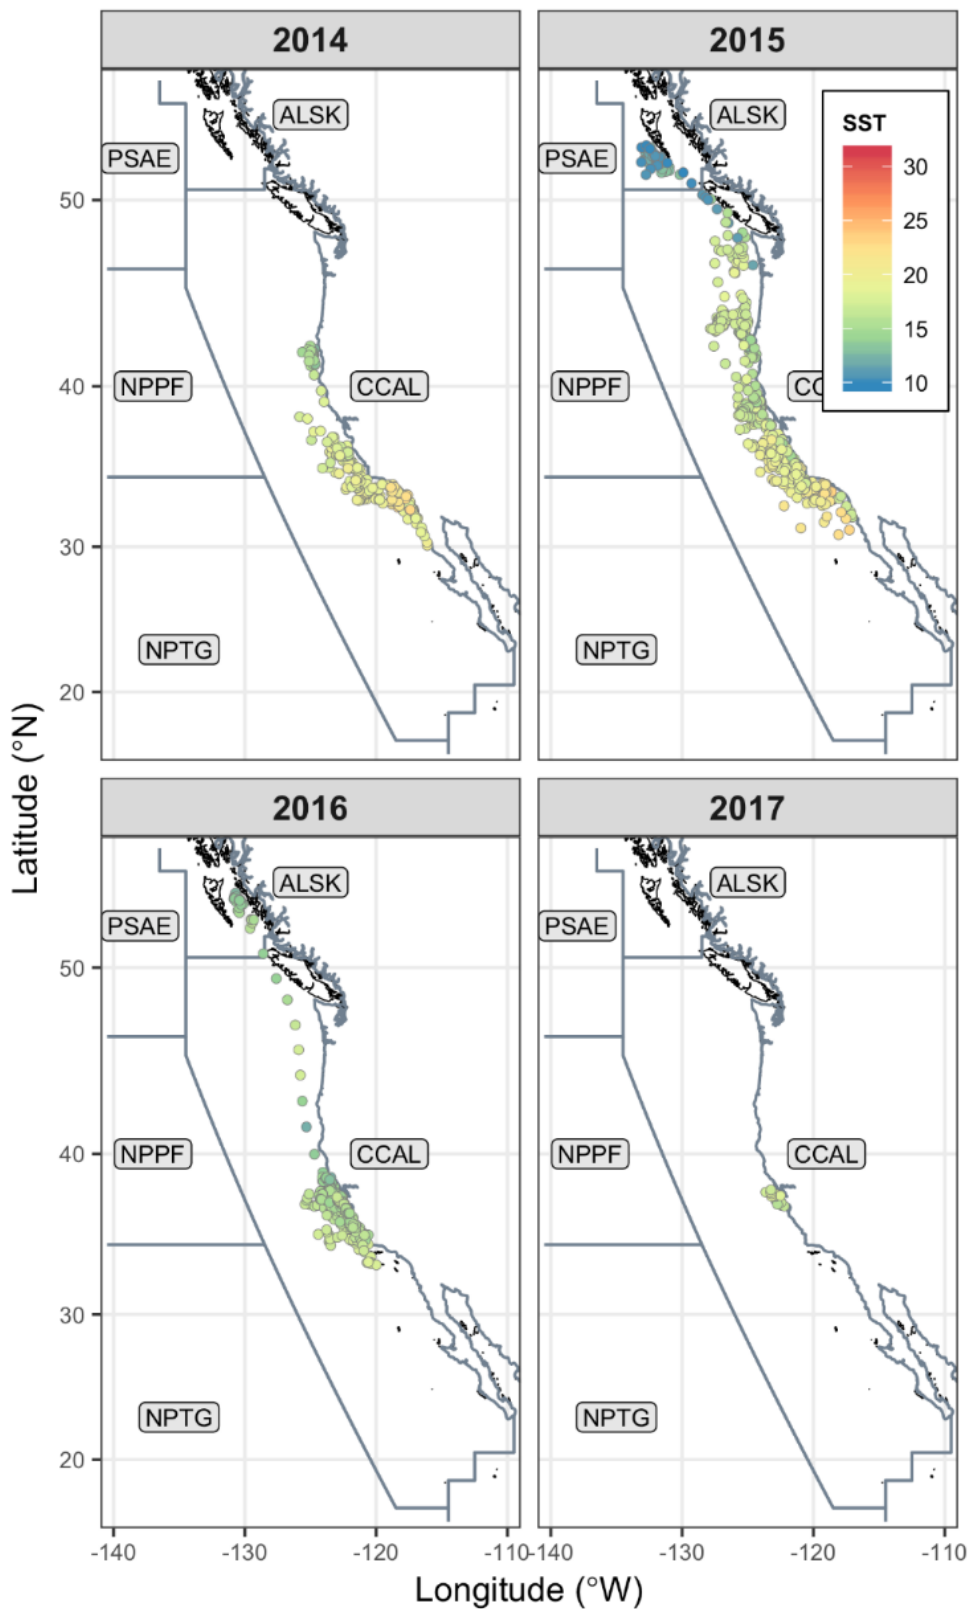 2014 2015
ALSK ALSK
SST
PSAE PSAE
30
50
25
20
15
40 NPPF CCAL NPPF CC 10
30
NPTG NPTG
20
Latitude (°N)
2016 2017
ALSK ALSK
PSAE PSAE
50
40 NPPF CCAL NPPF CCAL
30
NPTG NPTG
20
-140 -130 -120 -110 -140 -130 -120 -110
Longitude (°W)